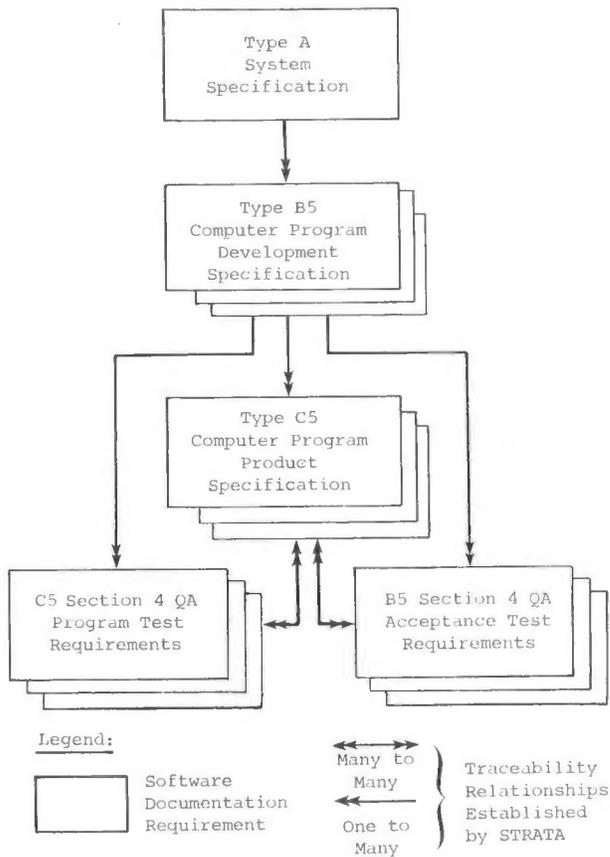 Type A
System
Specification
Type B5
Computer Program
Development
Specification
Type C5
Computer Program
Product
Specification
C5 Section 4 QA
Program Test
Requirements
B5 Section 4 QA
Acceptance Test
Requirements
Legend:
Software
Documentation
Requirement
Many to
Many
One to
Many
Traceability
Relationships
Established
by STRATA